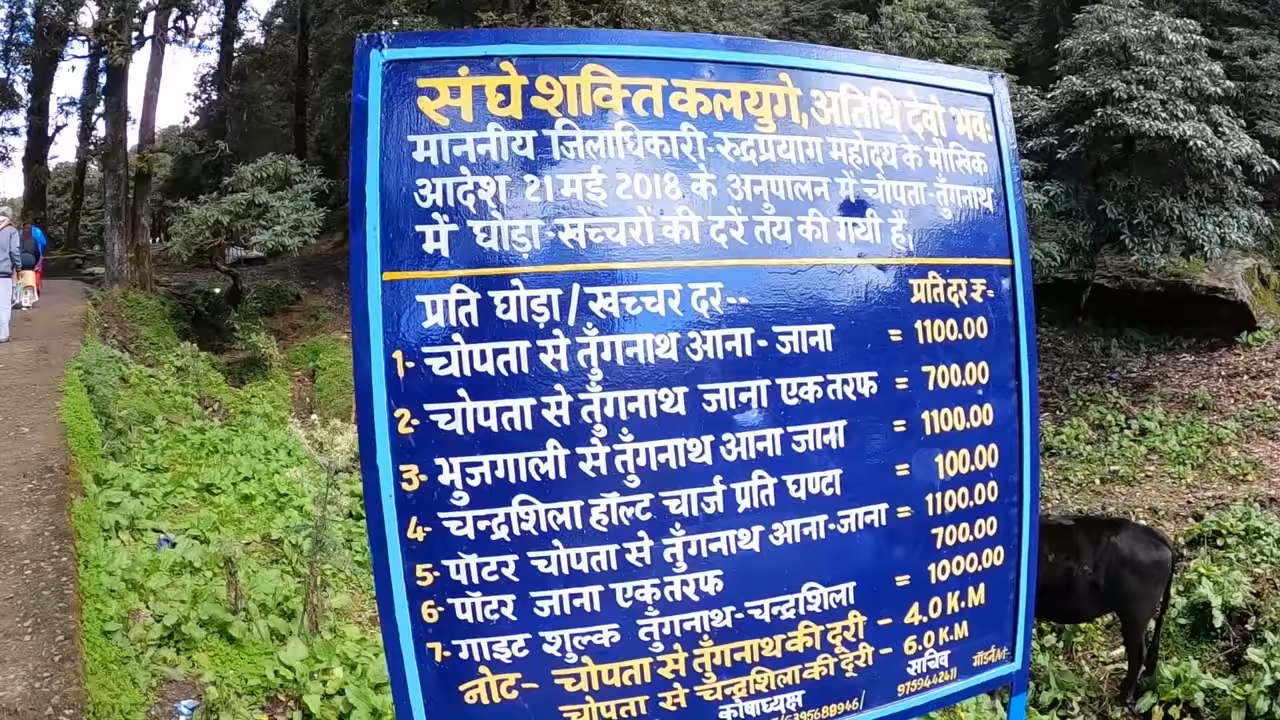 संघे शक्ति कलयुगे, अतिथि देवो भवः
माननीय जिलाधिकारी-रुद्रप्रयाग महोदय के मौखिक
आदेश 21 मई 2018 के अनुपालन में चोपता-तुँगनाथ
में घोड़ा-सच्चरों की दरें तय की गयी है,
प्रति घोड़ा/खच्चर दर-- प्रति दर ₹=
1- चोपता से तुँगनाथ आना-जाना = 1100.00
2- चोपता से तुँगनाथ जाना एक तरफ = 700.00
3- भुजगाली से तुँगनाथ आना जाना = 1100.00
4- चन्द्रशिला हॉल्ट चार्ज प्रति घण्टा = 100.00
5- पॉटर चोपता से तुँगनाथ आना-जाना = 1100.00
6- पॉटर जाना एक तरफ 700.00
7- गाइट शुल्क तुँगनाथ-चन्द्रशिला = 1000.00
नोट- चोपता से तुँगनाथ की दूरी - 4.0 K.M
चोपता से चन्द्रशिला की दूरी - 6.0 K.M
कोषाध्यक्ष सचिव
9759442411